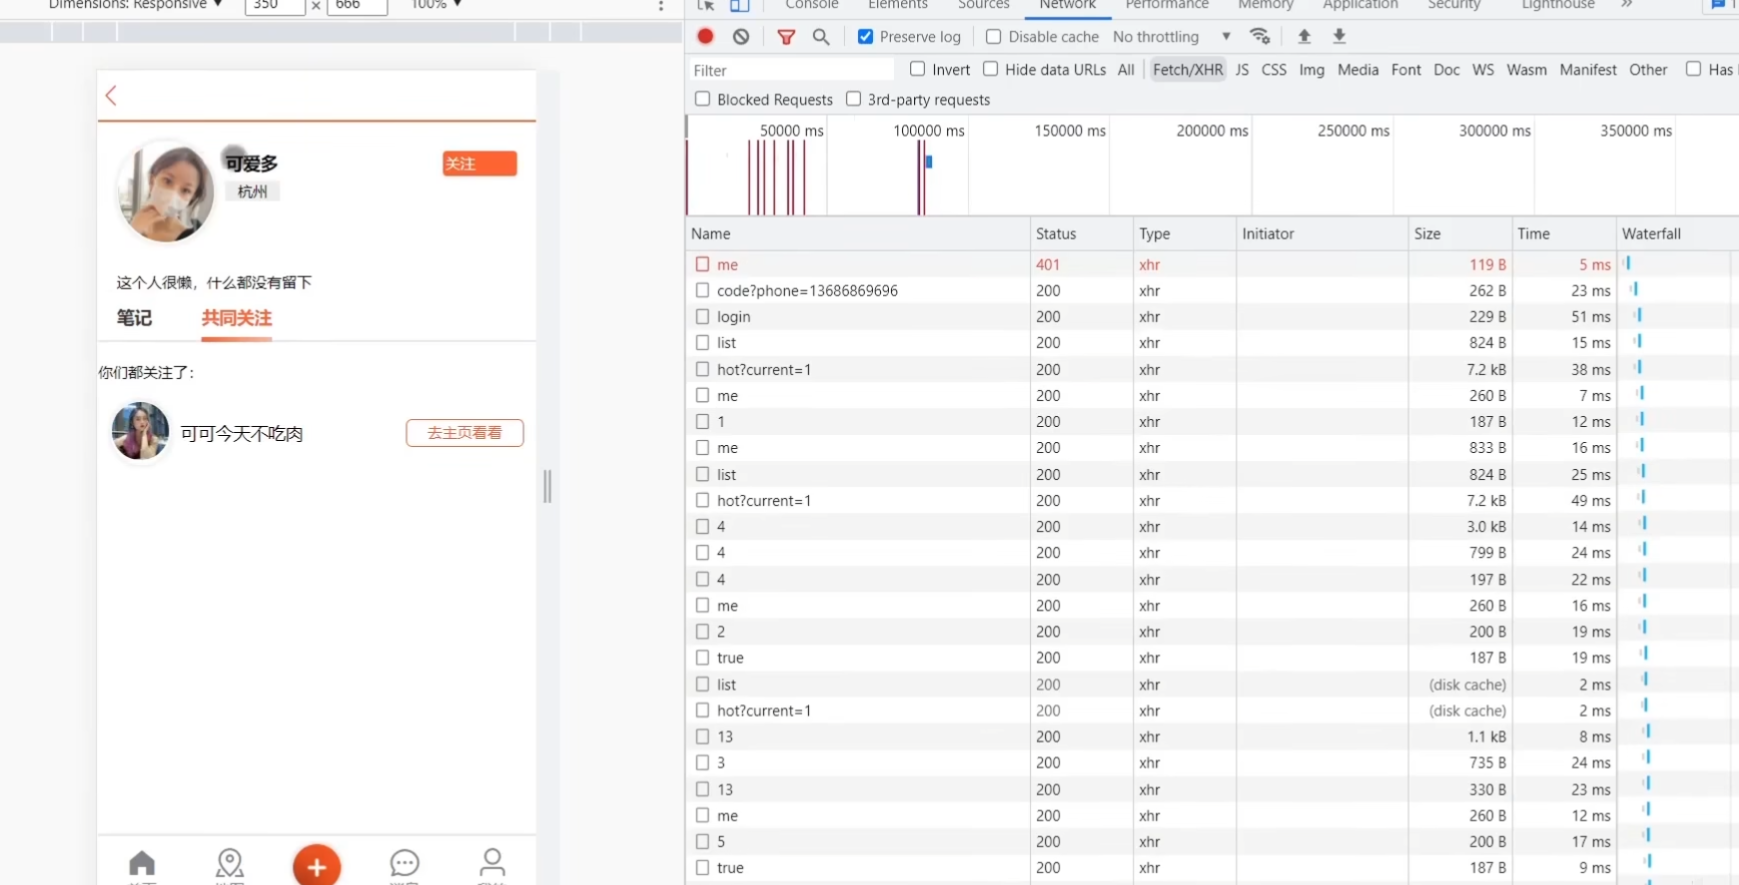 Dimensions: Responsive ▼ 350 × 666 100% ▼
可爱多
关注
杭州
这个人很懒，什么都没有留下
笔记 共同关注
你们都关注了：
可可今天不吃肉 去主页看看
Console Elements Sources Network Performance Memory Application Security Lighthouse »
Preserve log Disable cache No throttling ▼
Filter Invert Hide data URLs All Fetch/XHR JS CSS Img Media Font Doc WS Wasm Manifest Other Has
Blocked Requests 3rd-party requests
50000 ms 100000 ms 150000 ms 200000 ms 250000 ms 300000 ms 350000 ms
Name Status Type Initiator Size Time Waterfall
me 401 xhr 119 B 5 ms
code?phone=13686869696 200 xhr 262 B 23 ms
login 200 xhr 229 B 51 ms
list 200 xhr 824 B 15 ms
hot?current=1 200 xhr 7.2 kB 38 ms
me 200 xhr 260 B 7 ms
1 200 xhr 187 B 12 ms
me 200 xhr 833 B 16 ms
list 200 xhr 824 B 25 ms
hot?current=1 200 xhr 7.2 kB 49 ms
4 200 xhr 3.0 kB 14 ms
4 200 xhr 799 B 24 ms
4 200 xhr 197 B 22 ms
me 200 xhr 260 B 16 ms
2 200 xhr 200 B 19 ms
true 200 xhr 187 B 19 ms
list 200 xhr (disk cache) 2 ms
hot?current=1 200 xhr (disk cache) 2 ms
13 200 xhr 1.1 kB 8 ms
3 200 xhr 735 B 24 ms
13 200 xhr 330 B 23 ms
me 200 xhr 260 B 12 ms
5 200 xhr 200 B 17 ms
true 200 xhr 187 B 9 ms